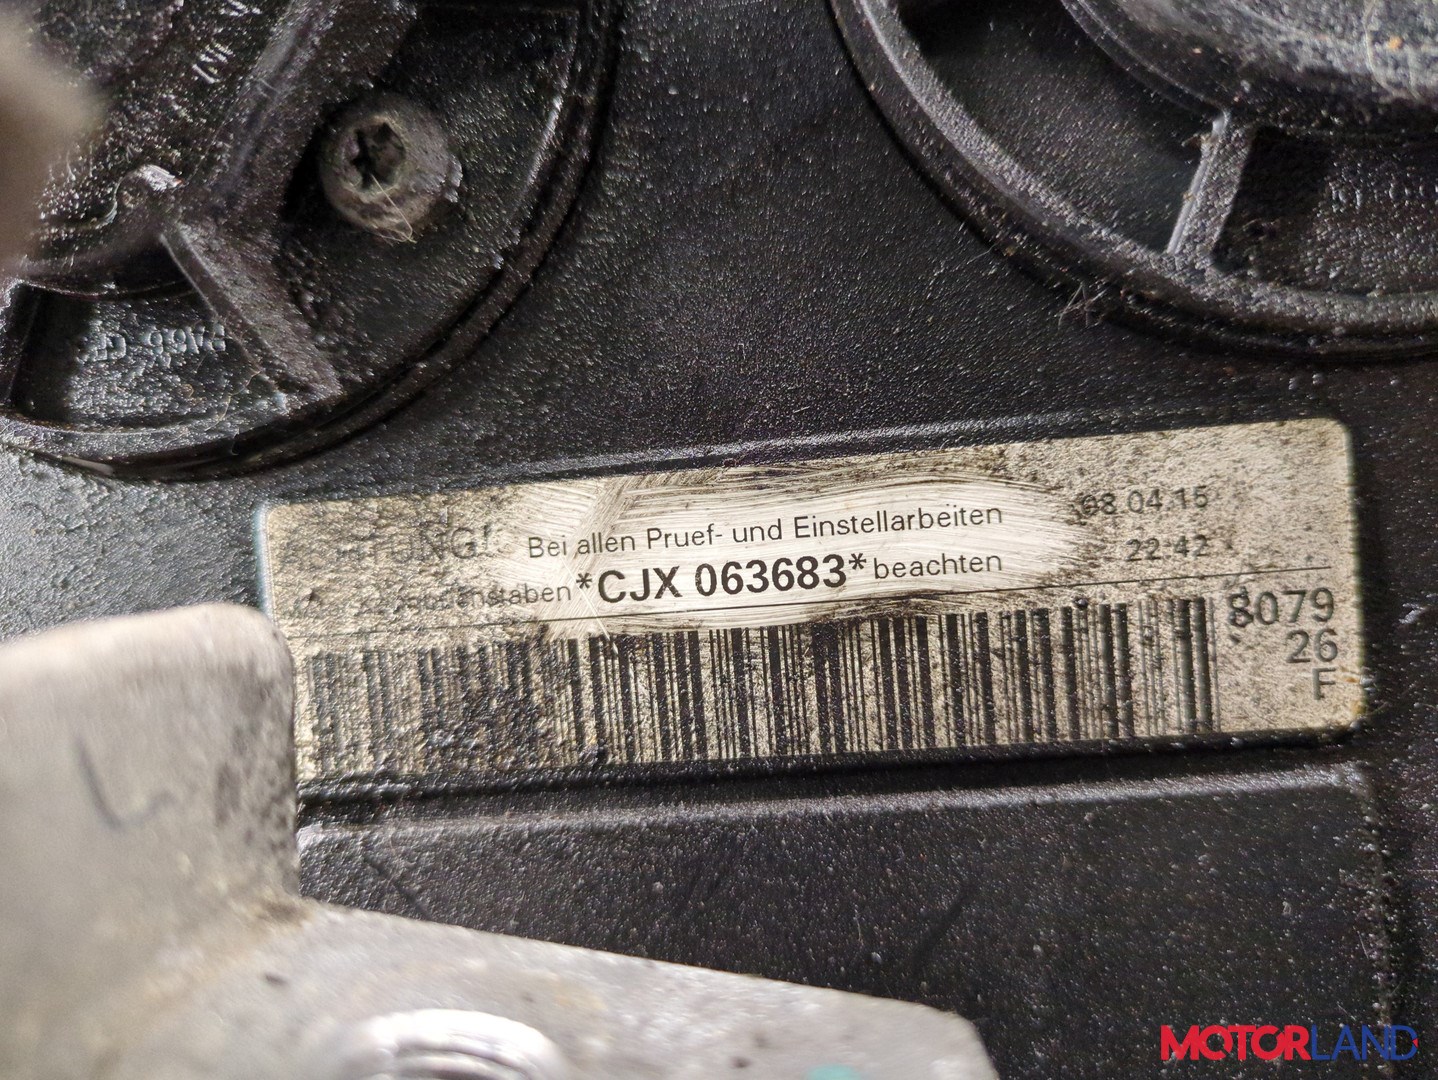 Bei allen Pruef- und Einstellarbeiten
*CJX 063683* beachten
08.04.15
22:42
8079
26
F
MOTORLAND